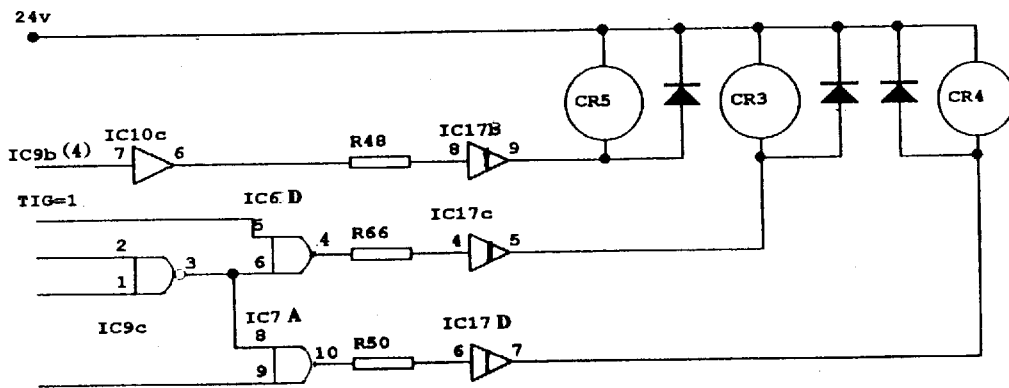 24v
CR5
CR3
CR4
IC10c
IC17B
IC9b (4)
7
6
R48
8
9
TIG=1
IC6 D
IC17c
5
4
R66
4
5
2
3
6
1
IC9c
IC7 A
IC17 D
8
10
R50
6
7
9